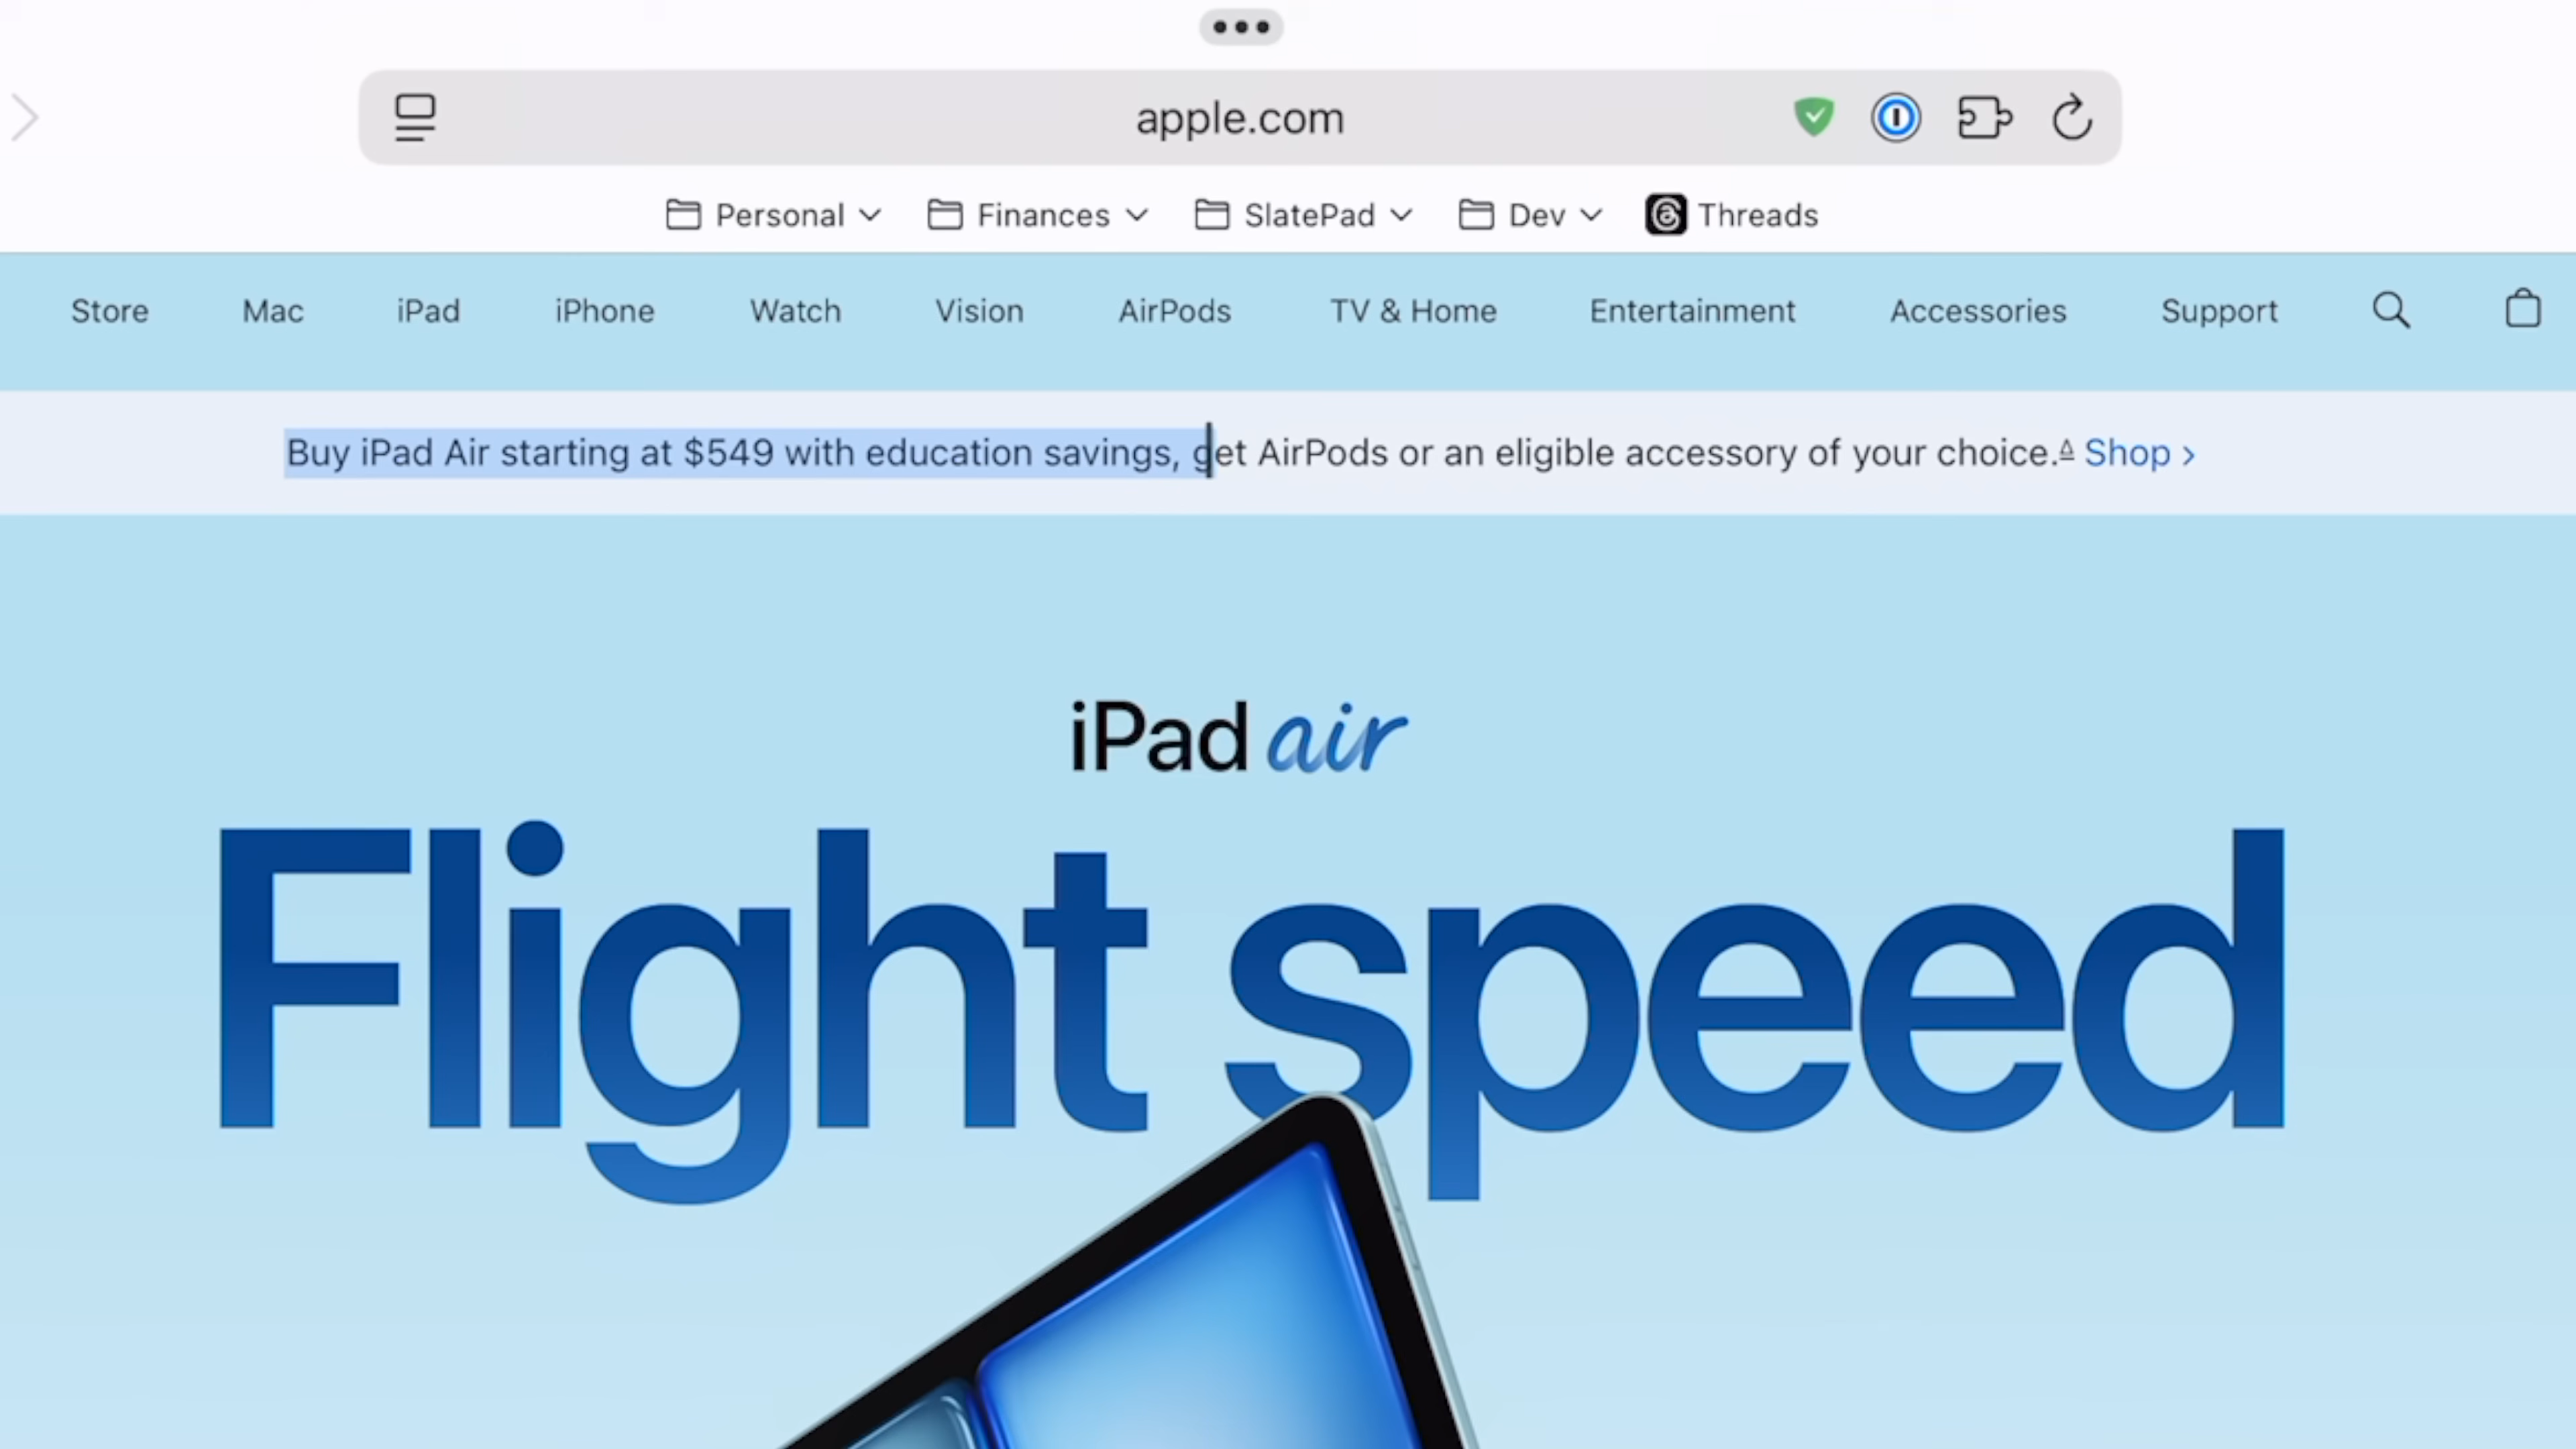 apple.com
Personal Finances SlatePad Dev Threads
Store Mac iPad iPhone Watch Vision AirPods TV & Home Entertainment Accessories Support
Buy iPad Air starting at $549 with education savings, get AirPods or an eligible accessory of your choice.∆ Shop >
iPad air
Flight speed